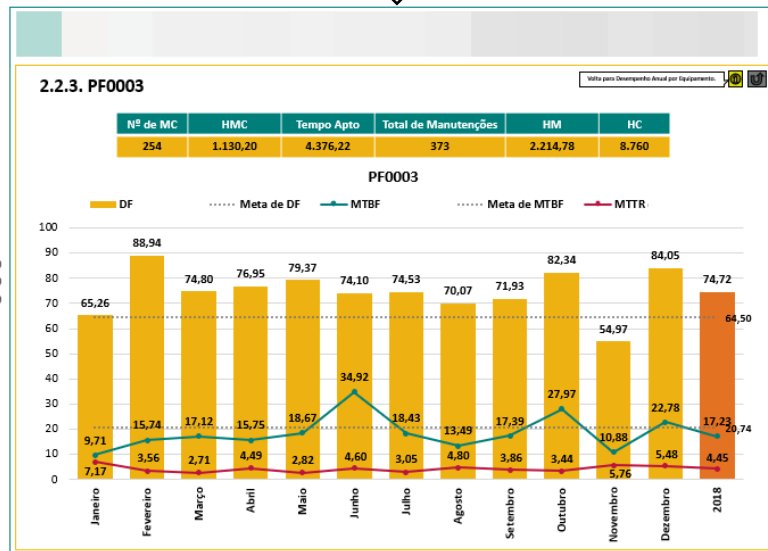 Volta para Desempenho Anual por Equipamento.
2.2.3. PF0003
Nº de MC HMC Tempo Apto Total de Manutenções HM HC
254 1.130,20 4.376,22 373 2.214,78 8.760
PF0003
DF Meta de DF MTBF Meta de MTBF MTTR
100
90
80
70
60
50
40
30
20
10
0
65,26 88,94 74,80 76,95 79,37 74,10 74,53 70,07 71,93 82,34 54,97 84,05 74,72
64,50
9,71 15,74 17,12 15,75 18,67 34,92 18,43 13,49 17,39 27,97 10,88 22,78 17,23
20,74
7,17 3,56 2,71 4,49 2,82 4,60 3,05 4,80 3,86 3,44 5,76 5,48 4,45
Janeiro Fevereiro Março Abril Maio Junho Julho Agosto Setembro Outubro Novembro Dezembro 2018